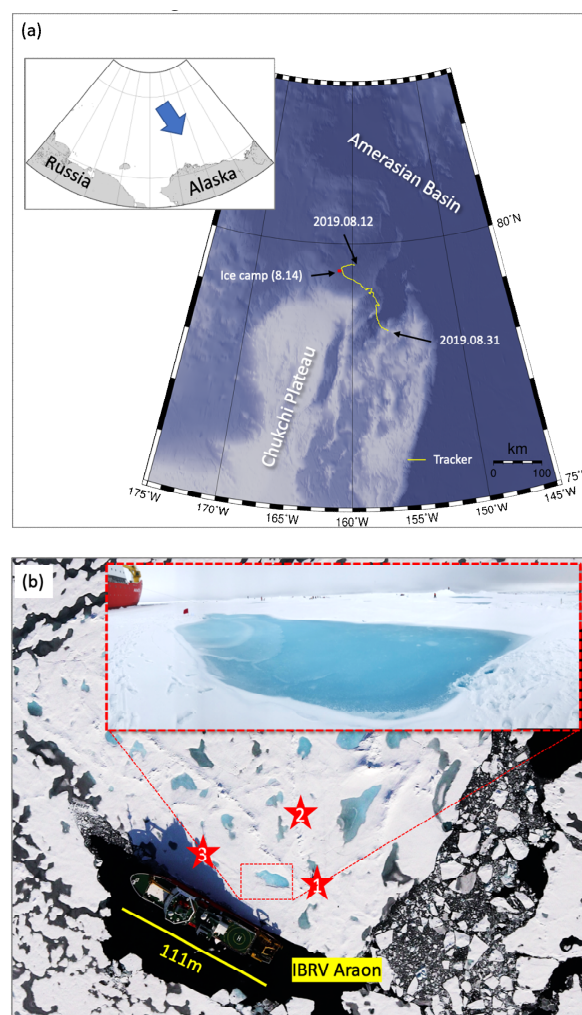 (a)
Russia
Alaska
Amerasian Basin
2019.08.12
80°N
Ice camp (8.14)
2019.08.31
Chukchi Plateau
Tracker
km
0 100
175°W
170°W
165°W
160°W
155°W
150°W
145°W
75°
(b)
2
3
1
H
111m
IBRV Araon